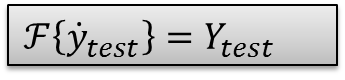 ℱ{ẏ_test} = Y_test